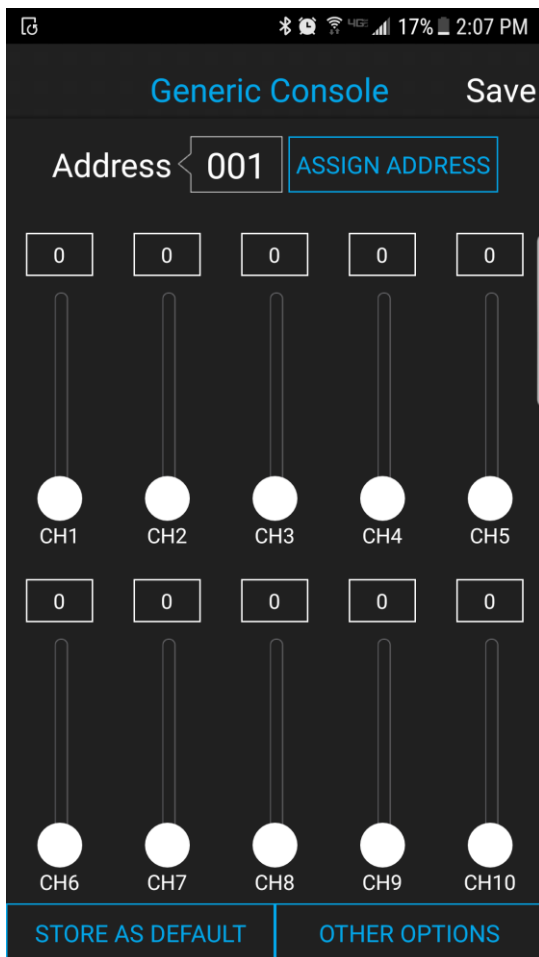 4G 17% 2:07 PM
Generic Console Save
Address 001 ASSIGN ADDRESS
0 0 0 0 0
CH1 CH2 CH3 CH4 CH5
0 0 0 0 0
CH6 CH7 CH8 CH9 CH10
STORE AS DEFAULT OTHER OPTIONS